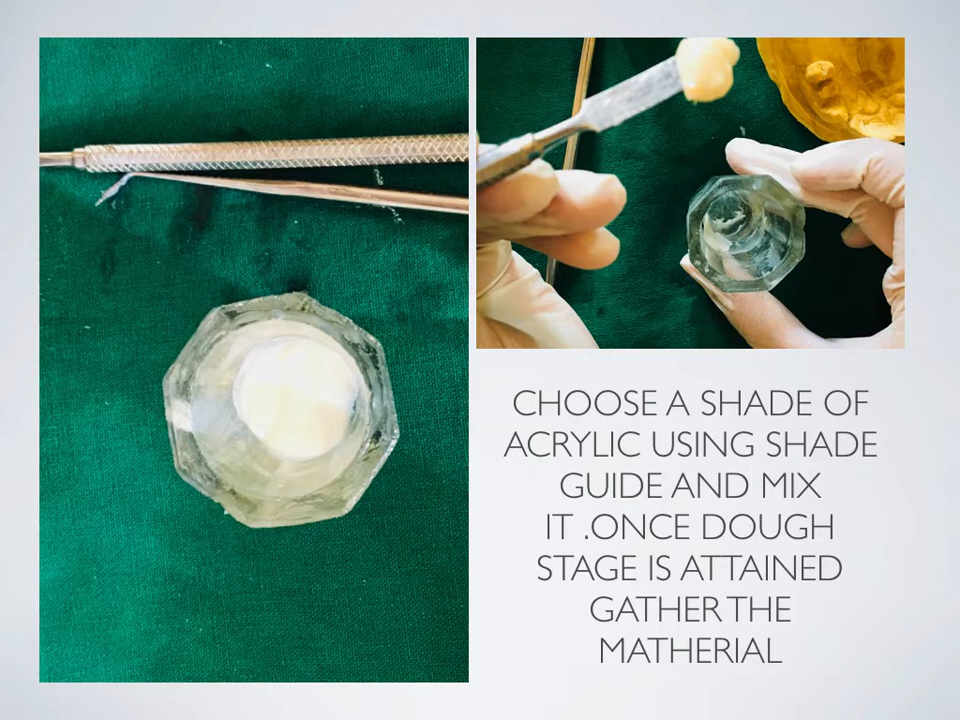 CHOOSE A SHADE OF
ACRYLIC USING SHADE
GUIDE AND MIX
IT .ONCE DOUGH
STAGE IS ATTAINED
GATHER THE
MATHERIAL